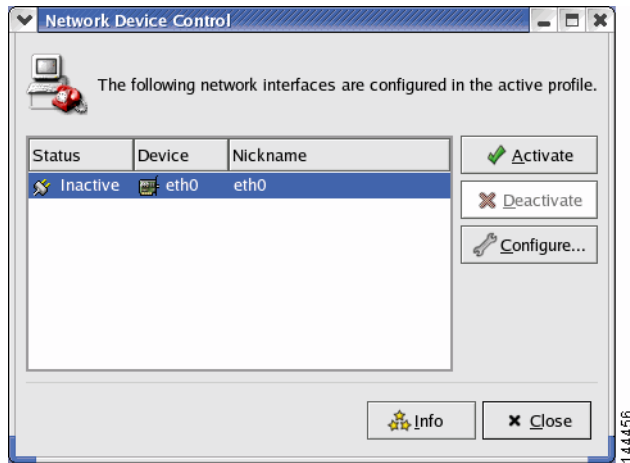 Network Device Control
The following network interfaces are configured in the active profile.
Status Device Nickname
Inactive eth0 eth0
Activate
Deactivate
Configure...
Info
Close
144456